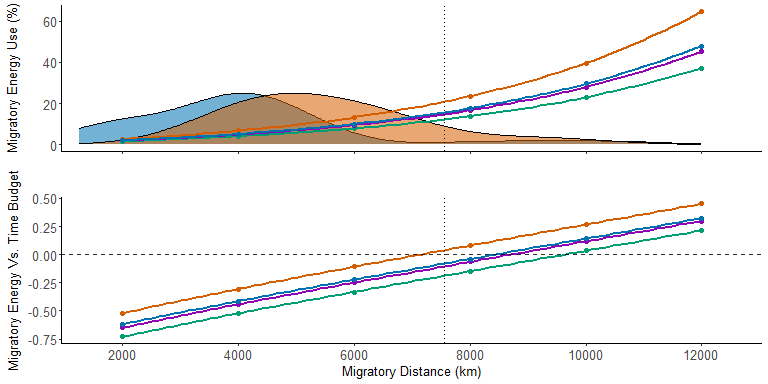 Migratory Energy Use (%)
60
40
20
0
Migratory Energy Vs. Time Budget
0.50
0.25
0.00
-0.25
-0.50
-0.75
2000 4000 6000 8000 10000 12000
Migratory Distance (km)